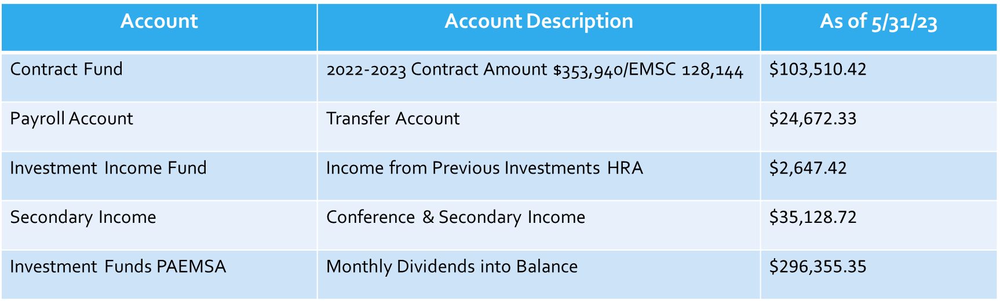 Account Account Description As of 5/31/23
Contract Fund 2022-2023 Contract Amount $353,940/EMSC 128,144 $103,510.42
Payroll Account Transfer Account $24,672.33
Investment Income Fund Income from Previous Investments HRA $2,647.42
Secondary Income Conference & Secondary Income $35,128.72
Investment Funds PAEMSA Monthly Dividends into Balance $296,355.35